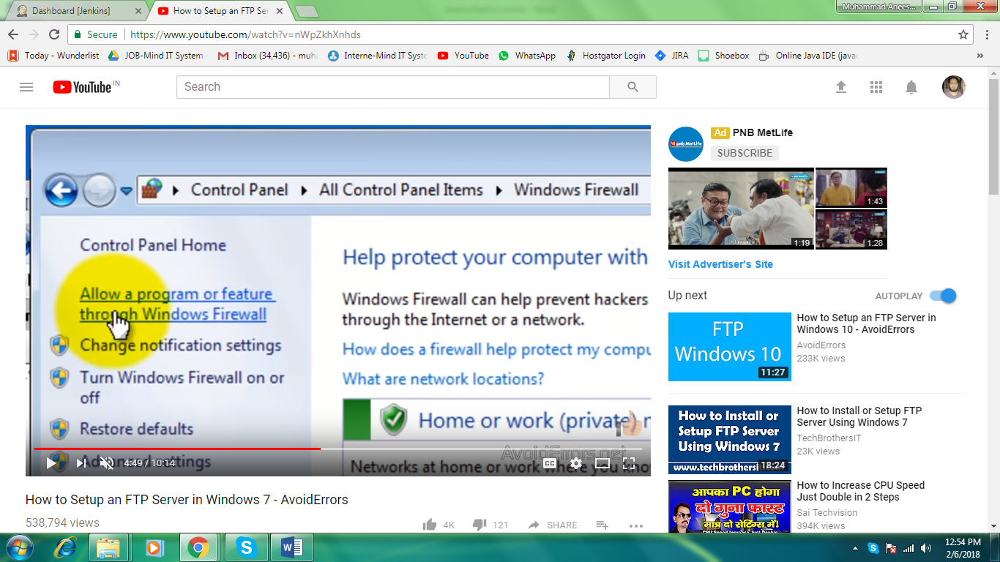 Dashboard [Jenkins]
How to Setup an FTP Ser
Muhammad Anees...
Secure
https://www.youtube.com/watch?v=nWpZkhXnhds
Today - Wunderlist
JOB-Mind IT System
Inbox (34,436) - muh
Interne-Mind IT Syste
YouTube
WhatsApp
Hostgator Login
JIRA
Shoebox
Online Java IDE (javac
»
YouTube IN
Search
Control Panel
All Control Panel Items
Windows Firewall
Control Panel Home
Allow a program or feature
through Windows Firewall
Change notification settings
Turn Windows Firewall on or
off
Restore defaults
Advanced settings
Help protect your computer with
Windows Firewall can help prevent hackers
through the Internet or a network.
How does a firewall help protect my compu
What are network locations?
Home or work (private) n
AvoidErrors.net
Networks at home or work where you kno
4:49 / 10:14
CC
How to Setup an FTP Server in Windows 7 - AvoidErrors
538,794 views
4K
121
SHARE
pnb MetLife
Ad PNB MetLife
SUBSCRIBE
1:19
1:43
1:28
Visit Advertiser's Site
Up next
AUTOPLAY
FTP
Windows 10
11:27
How to Setup an FTP Server in
Windows 10 - AvoidErrors
AvoidErrors
233K views
How to Install or
Setup FTP Server
Using Windows 7
www.techbrothersi
18:24
How to Install or Setup FTP
Server Using Windows 7
TechBrothersIT
23K views
आपका PC होगा
दो गुना फास्ट
मात्र दो सेटिंग्स में!
How to Increase CPU Speed
Just Double in 2 Steps
Sai Techvision
394K views
12:54 PM
2/6/2018